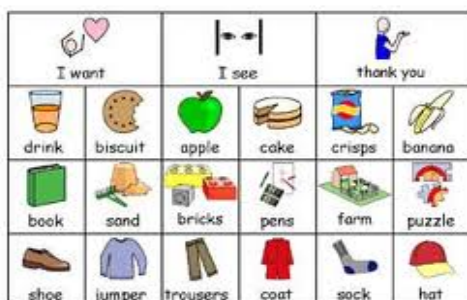 I want I see thank you
drink biscuit apple cake crisps banana
book sand bricks pens farm puzzle
shoe jumper trousers coat sock hat